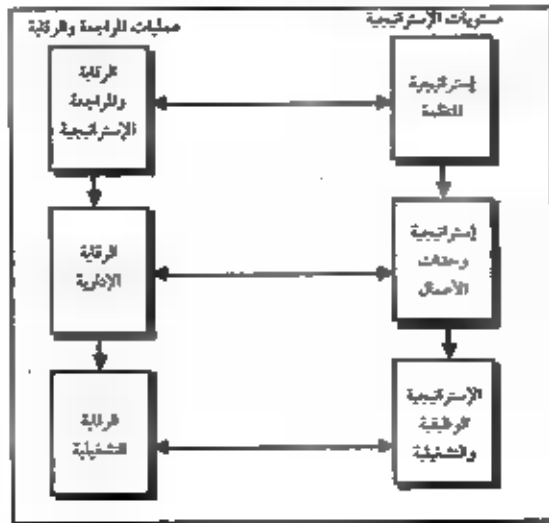 مستويات الإستراتيجية
عمليات المراجعة والرقابة
إستراتيجية
المنظمة
الرقابة
والمراجعة
الإستراتيجية
إستراتيجية
وحدات
الأعمال
الرقابة
الإدارية
الإستراتيجية
الوظيفية
والتشغيلية
الرقابة
التشغيلية